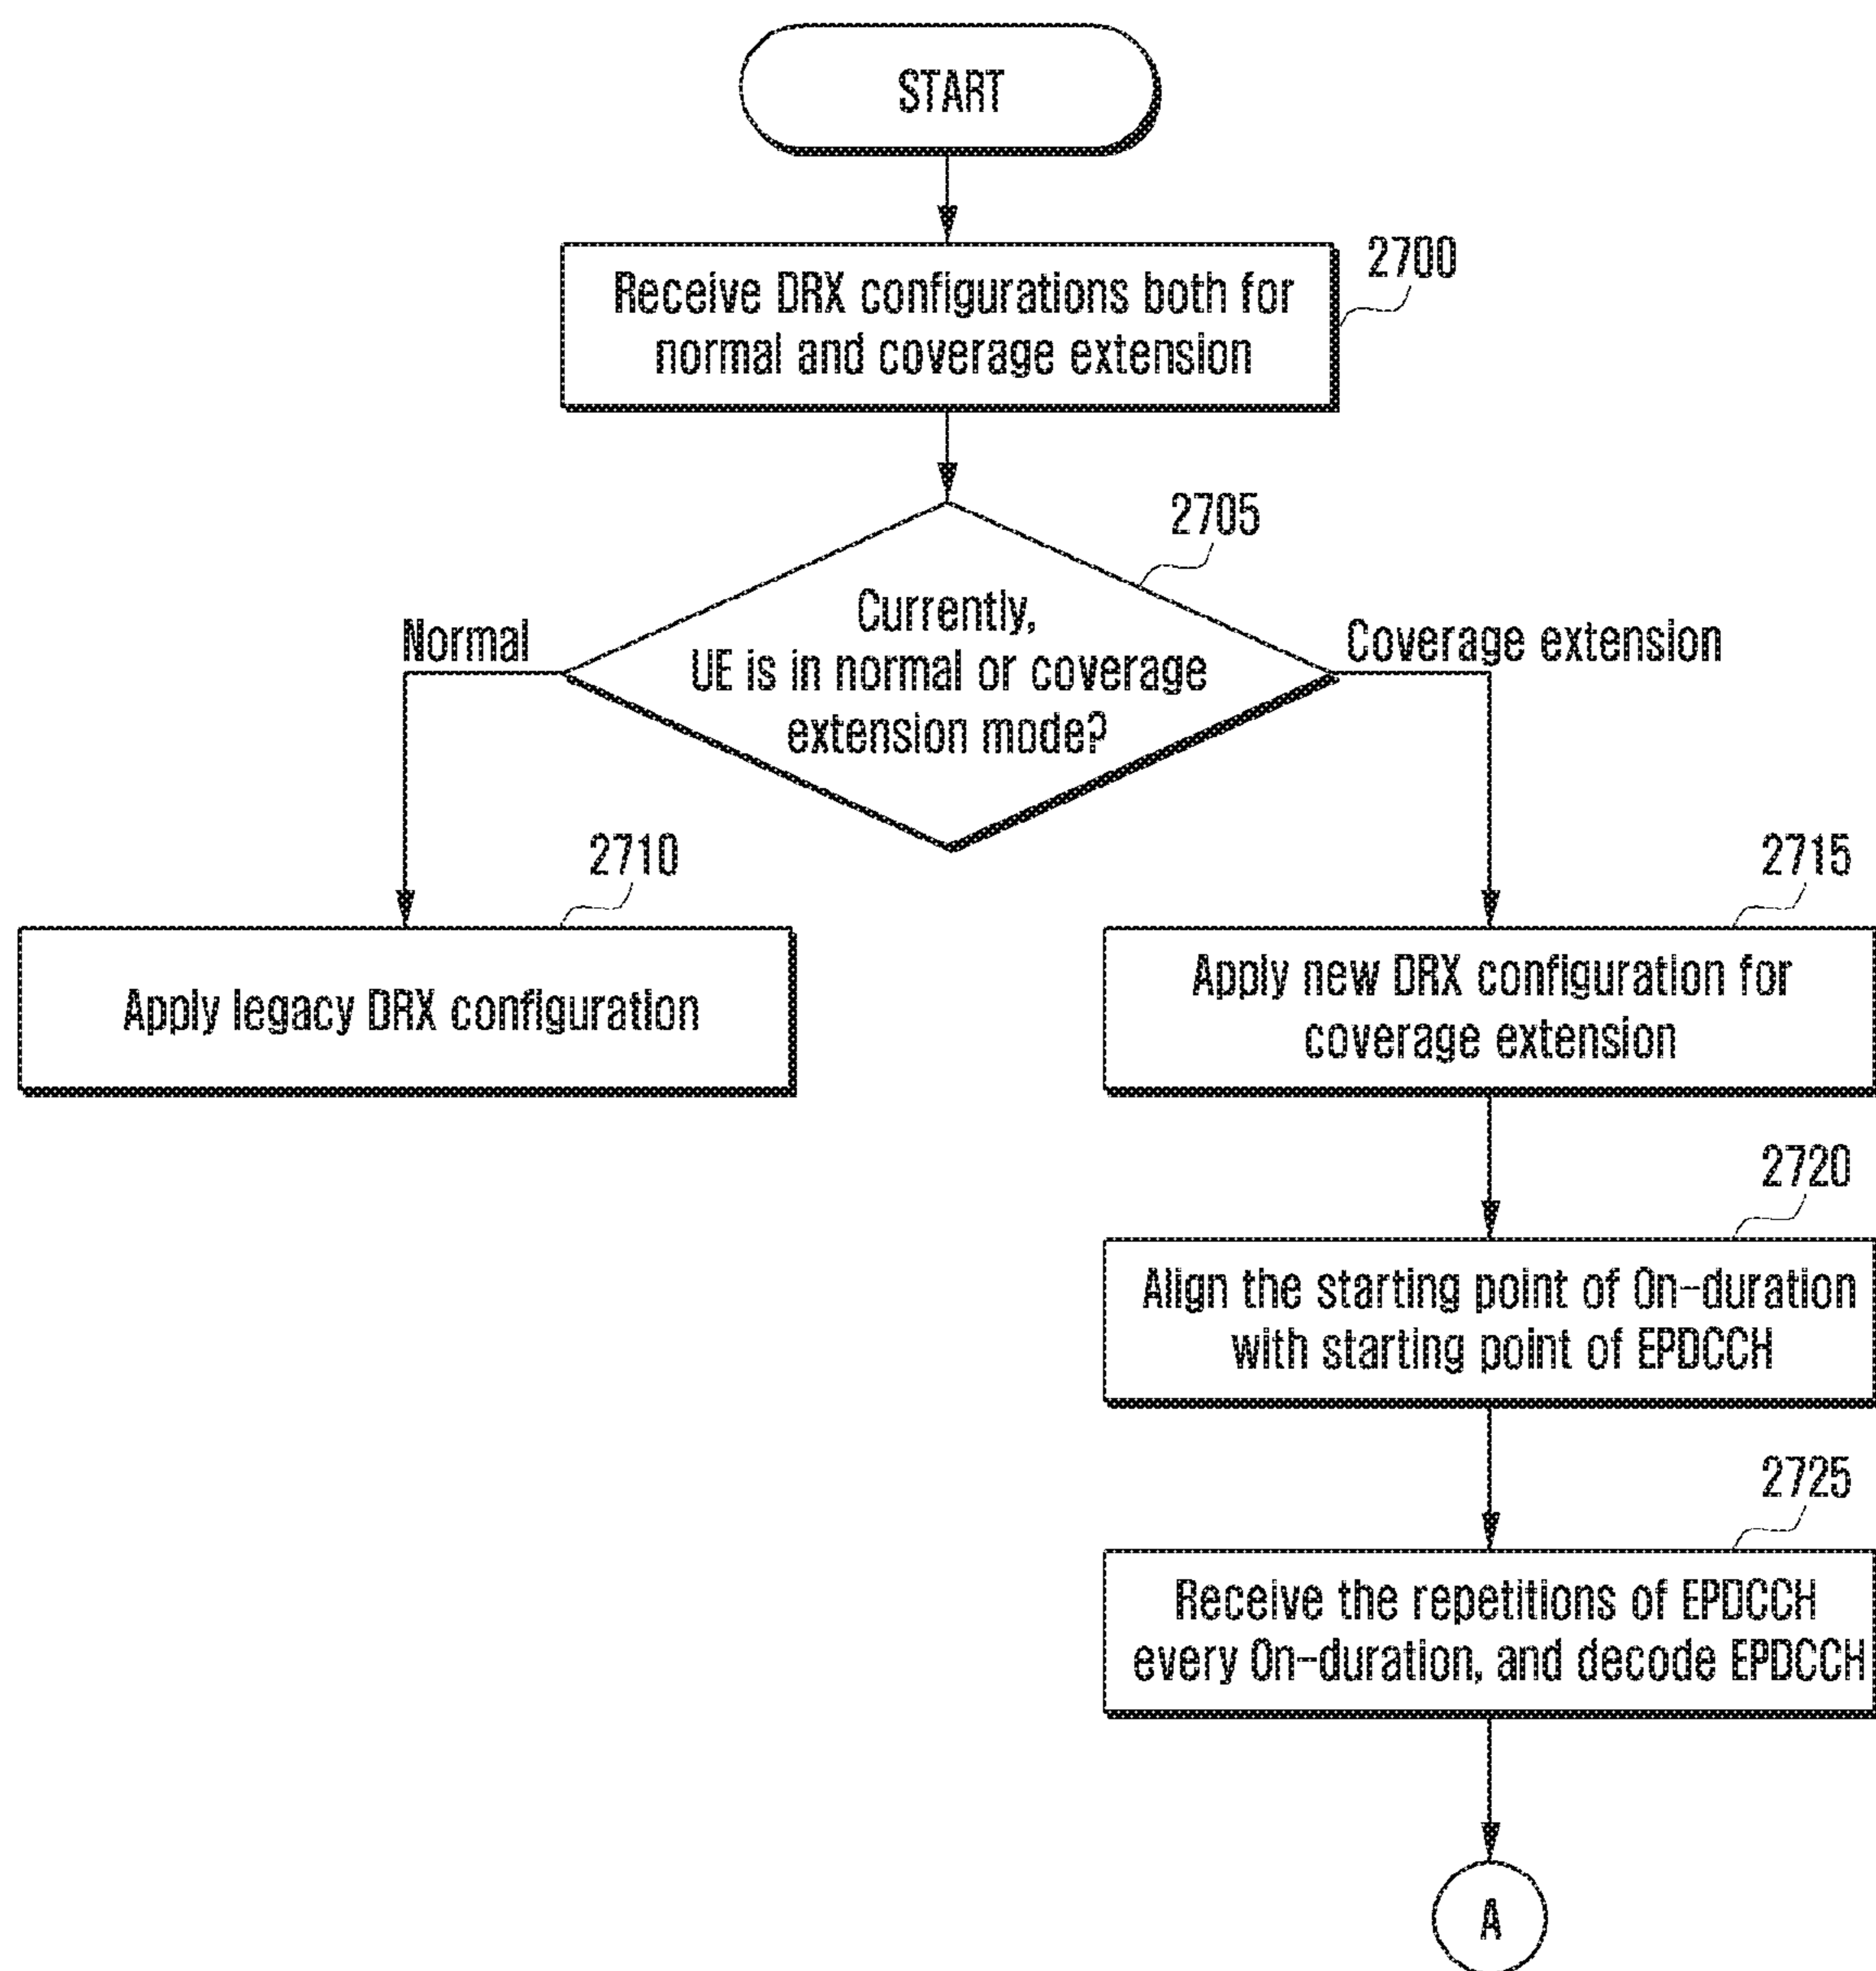 START
Receive DRX configurations both for
normal and coverage extension
2700
2705
Currently,
UE is in normal or coverage
extension mode?
Normal
Coverage extension
2710
Apply legacy DRX configuration
2715
Apply new DRX configuration for
coverage extension
2720
Align the starting point of On-duration
with starting point of EPDCCH
2725
Receive the repetitions of EPDCCH
every On-duration, and decode EPDCCH
A